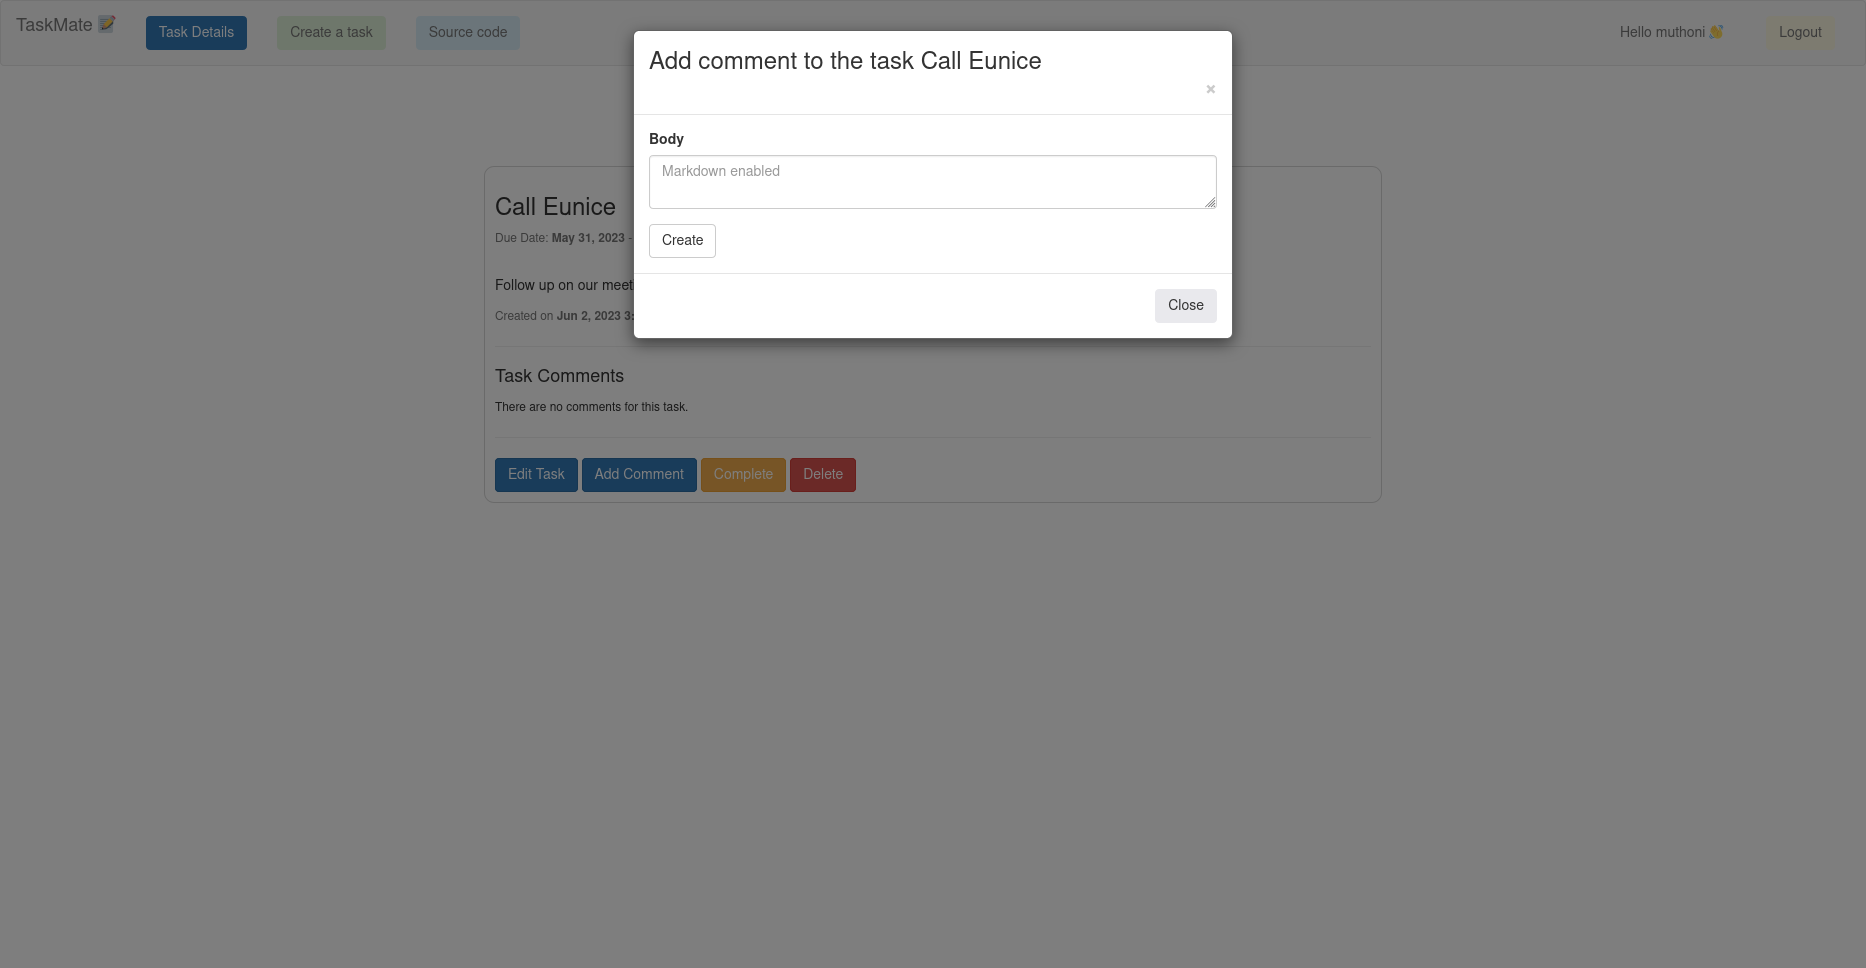 TaskMate 📝
Task Details
Create a task
Source code
Hello muthoni 👋
Logout
Add comment to the task Call Eunice
×
Body
Markdown enabled
Create
Close
Call Eunice
Due Date: May 31, 2023 -
Follow up on our meet
Created on Jun 2, 2023 3:
Task Comments
There are no comments for this task.
Edit Task
Add Comment
Complete
Delete